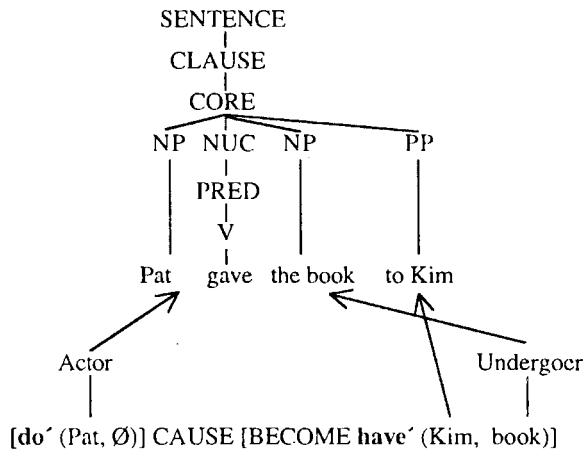 SENTENCE
CLAUSE
CORE
NP NUC NP PP
PRED
V
Pat gave the book to Kim
Actor Undergoer
[do´ (Pat, Ø)] CAUSE [BECOME have´ (Kim, book)]